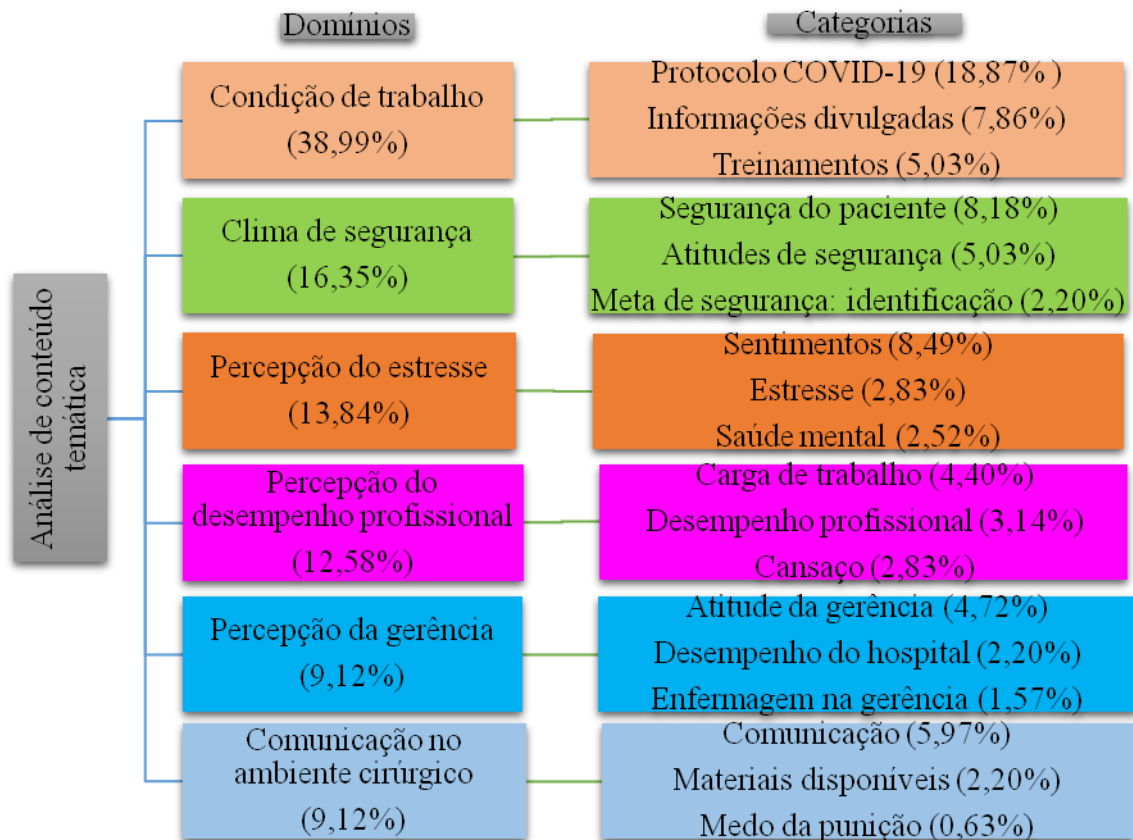 Domínios
Categorias
Análise de conteúdo
temática
Condição de trabalho
(38,99%)
Protocolo COVID-19 (18,87% )
Informações divulgadas (7,86%)
Treinamentos (5,03%)
Clima de segurança
(16,35%)
Segurança do paciente (8,18%)
Atitudes de segurança (5,03%)
Meta de segurança: identificação (2,20%)
Percepção do estresse
(13,84%)
Sentimentos (8,49%)
Estresse (2,83%)
Saúde mental (2,52%)
Percepção do
desempenho profissional
(12,58%)
Carga de trabalho (4,40%)
Desempenho profissional (3,14%)
Cansaço (2,83%)
Percepção da gerência
(9,12%)
Atitude da gerência (4,72%)
Desempenho do hospital (2,20%)
Enfermagem na gerência (1,57%)
Comunicação no
ambiente cirúrgico
(9,12%)
Comunicação (5,97%)
Materiais disponíveis (2,20%)
Medo da punição (0,63%)